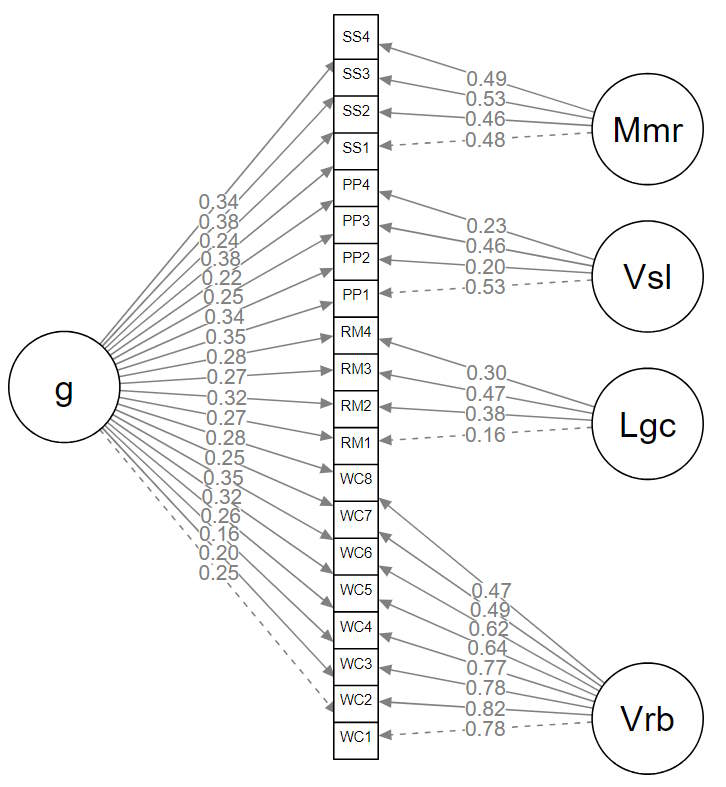 g
0.34
0.38
0.24
0.38
0.22
0.25
0.34
0.35
0.28
0.27
0.32
0.27
0.28
0.25
0.35
0.32
0.26
0.16
0.20
0.25
SS4
SS3
SS2
SS1
PP4
PP3
PP2
PP1
RM4
RM3
RM2
RM1
WC8
WC7
WC6
WC5
WC4
WC3
WC2
WC1
0.49
0.53
0.46
0.48
Mmr
0.23
0.46
0.20
0.53
Vsl
0.30
0.47
0.38
0.16
Lgc
0.47
0.49
0.62
0.64
0.77
0.78
0.82
0.78
Vrb